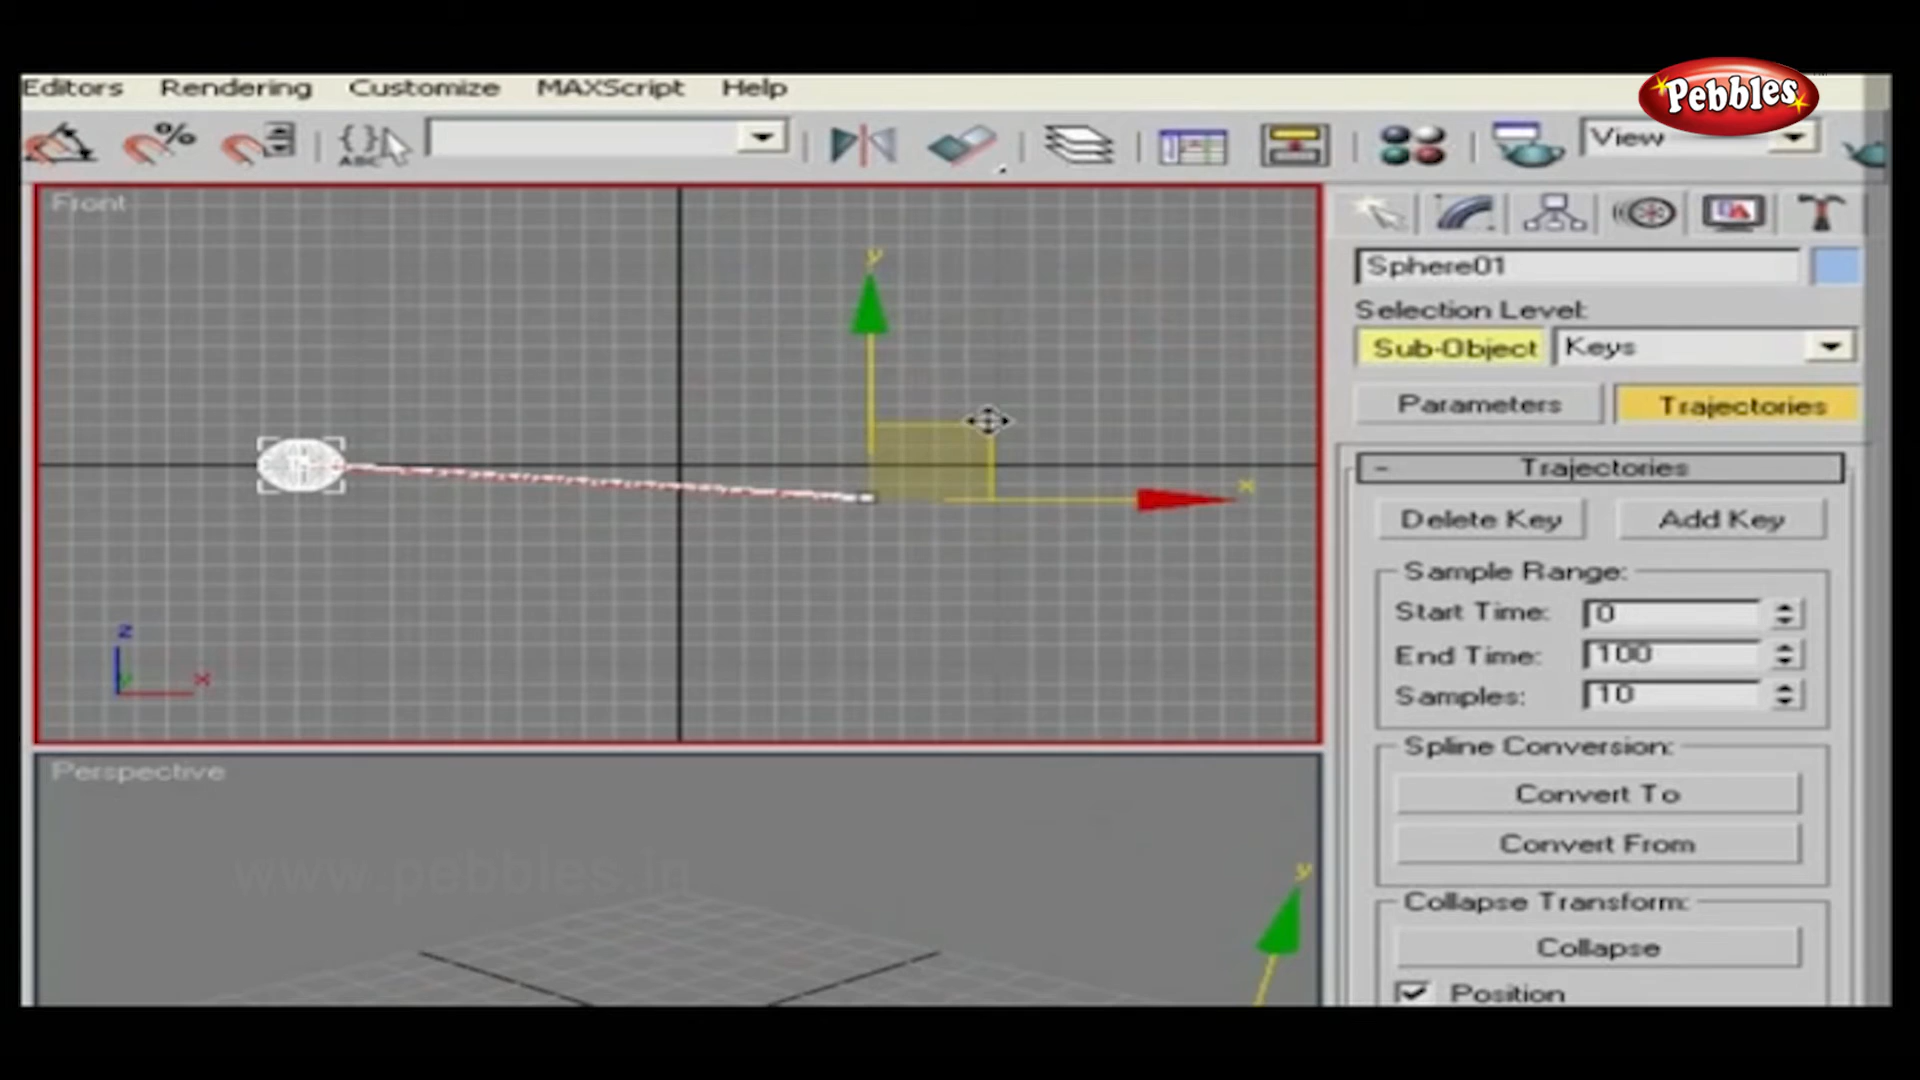 Pebbles
Editors Rendering Customize MAXScript Help
ABC
View
Front
y
x
z
y
x
Sphere01
Selection Level:
Sub-Object Keys
Parameters Trajectories
- Trajectories
Delete Key Add Key
Sample Range:
Start Time: 0
End Time: 100
Samples: 10
Spline Conversion:
Convert To
Convert From
Collapse Transform:
Collapse
Position
Perspective
www.pebbles.in
y